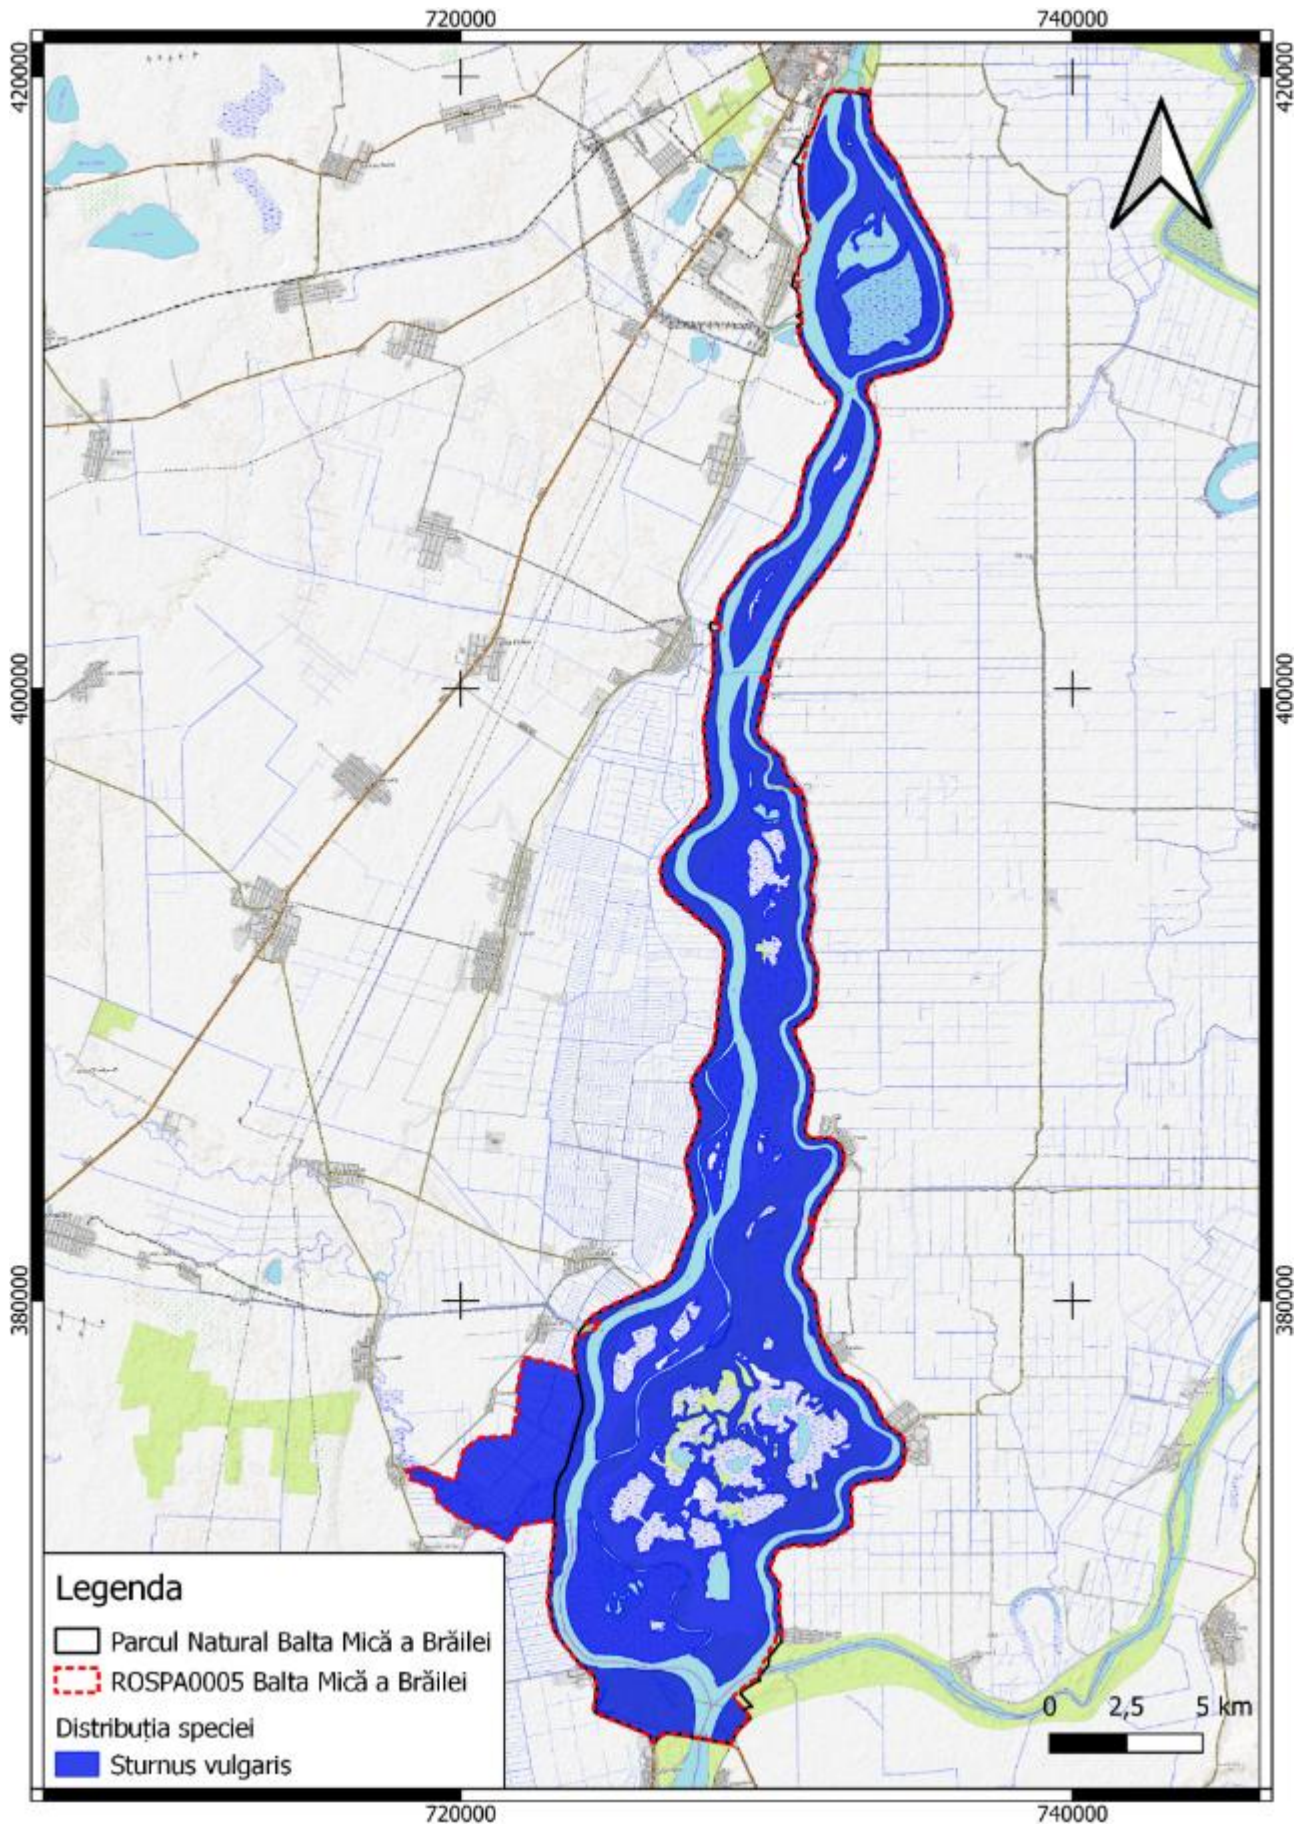 720000
740000
420000
420000
400000
400000
380000
380000
Legenda
Parcul Natural Balta Mică a Brăilei
ROSPA0005 Balta Mică a Brăilei
Distribuția speciei
Sturnus vulgaris
0 2,5 5 km
720000
740000